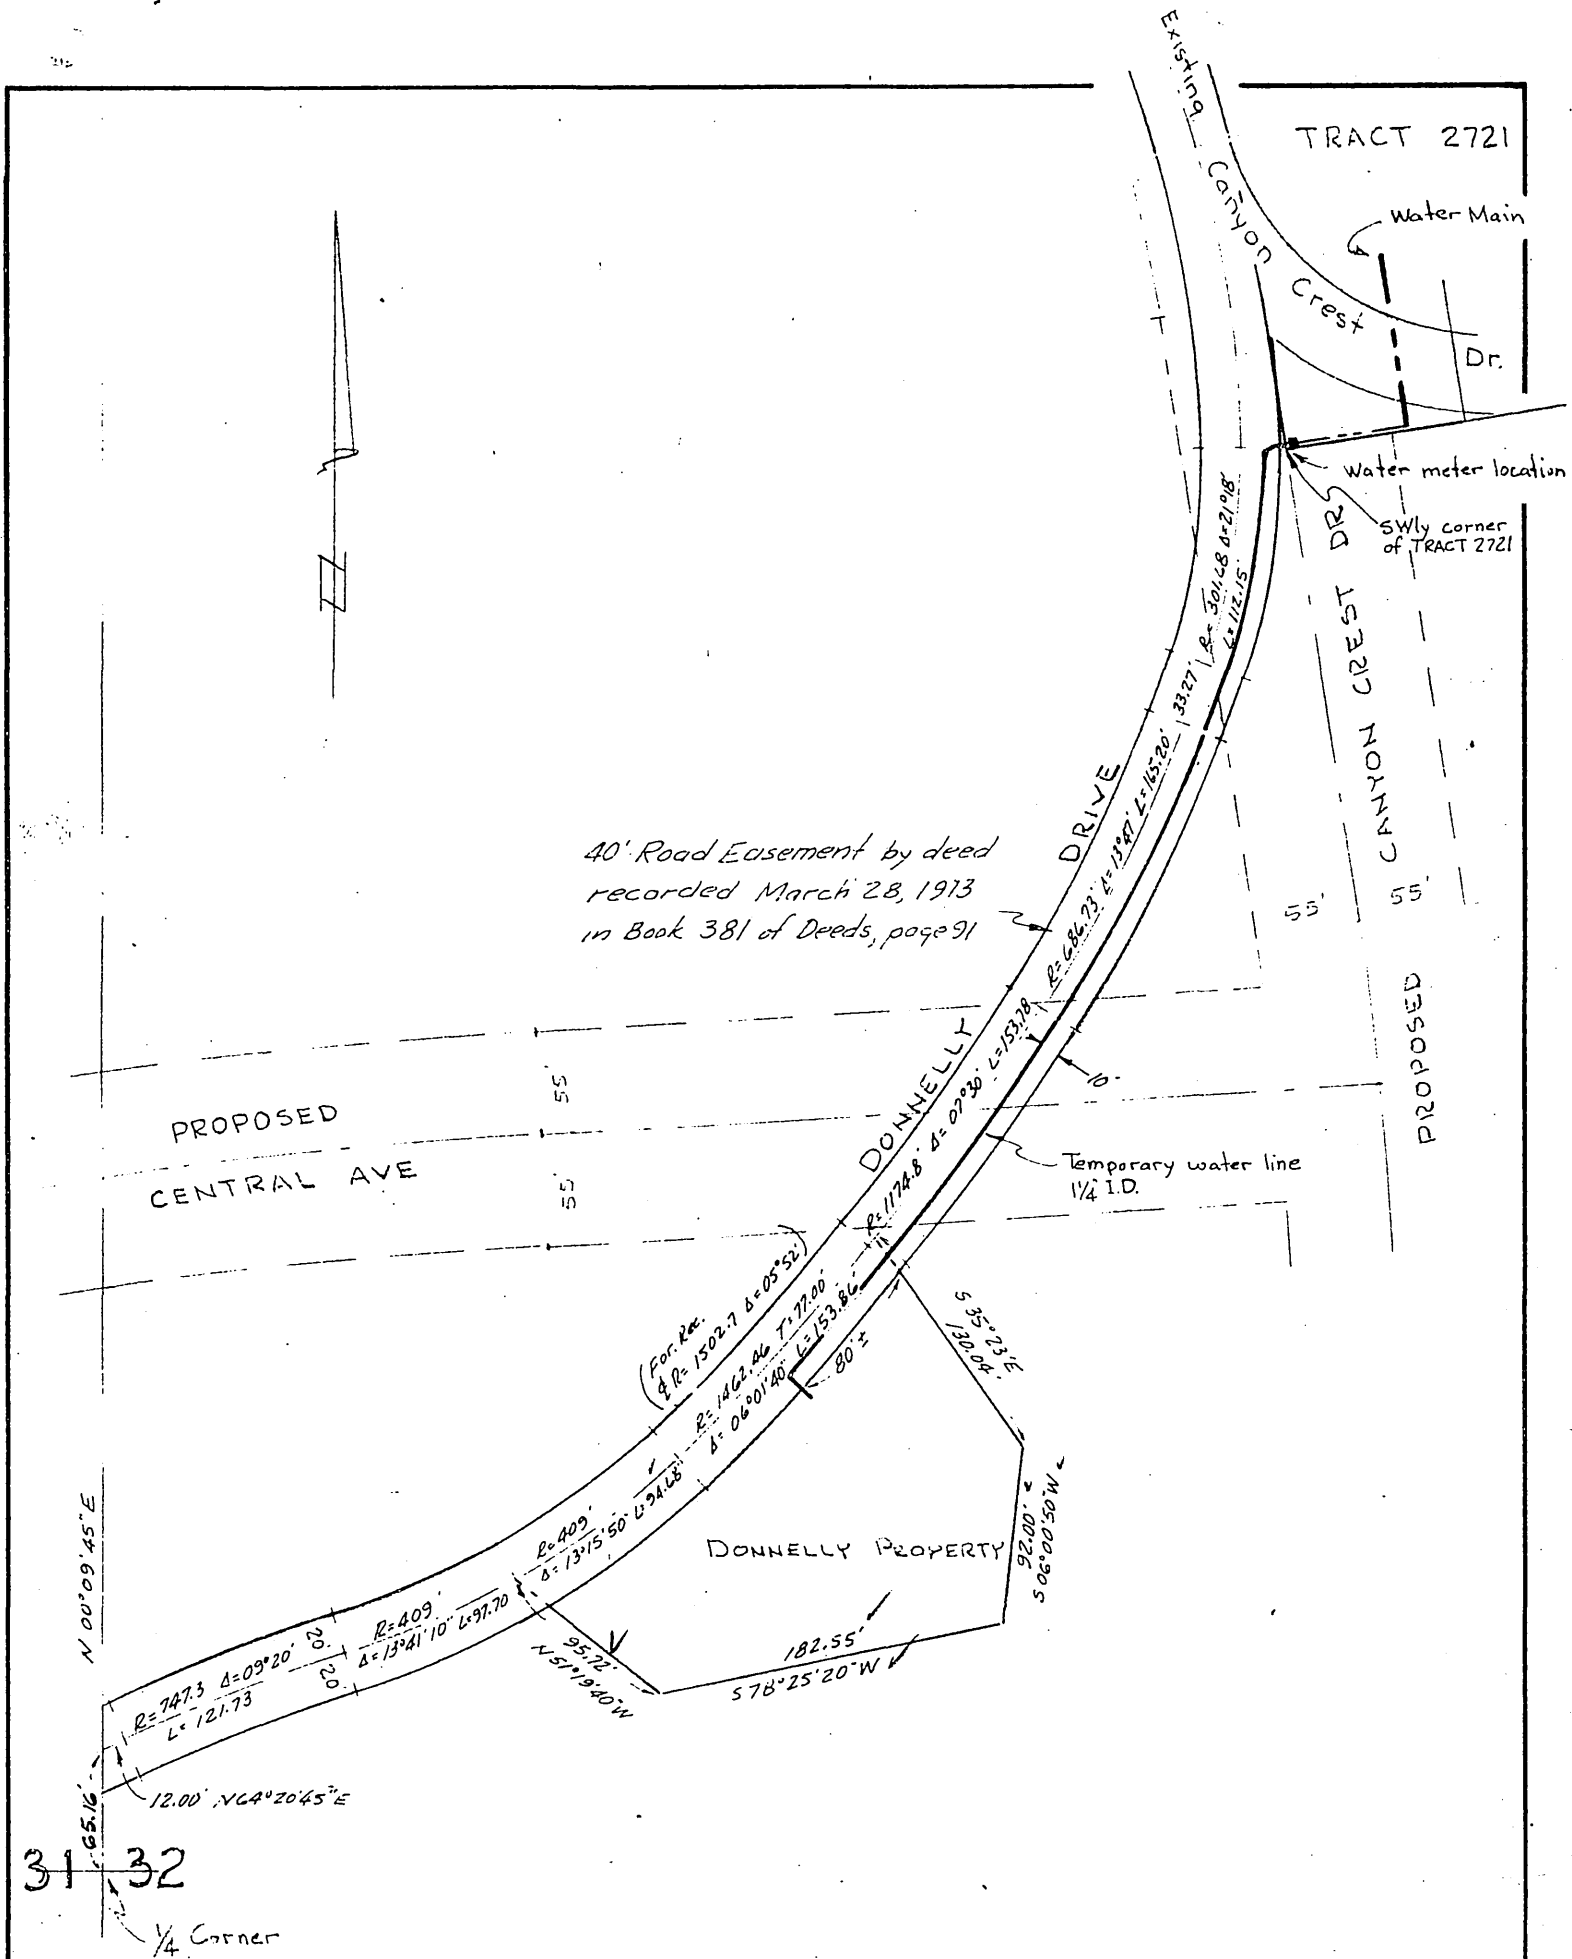 Existing
Canyon
Crest
Dr.
TRACT 2721
Water Main
Water meter location
SWly corner
of TRACT 2721
R=301.68 Δ=21°18'
L=112.15'
33.27'
CANYON CREST DR
PROPOSED
55'
55'
DONNELLY DRIVE
40' Road Easement by deed
recorded March 28, 1913
in Book 381 of Deeds, page 91
R=686.73' Δ=13°47' L=165.20'
10'
PROPOSED
CENTRAL AVE
55'
55'
R=1174.8' Δ=07°30' L=153.78
Temporary water line
1¼" I.D.
(For. Rec.
℄ R=1502.7 Δ=05°52')
R=1462.46 T=77.00'
Δ=06°01'40" L=153.86'
80'±
S 35°23'E
130.04'
92.00'
S 06°00'50"W
DONNELLY PROPERTY
182.55'
S 78°25'20"W
95.72'
N 51°19'40"W
R=409'
Δ=13°15'50" L=94.68'
R=409'
Δ=13°41'10" L=97.70
20'
20'
R=747.3 Δ=09°20'
L=121.73
N 00°09'45"E
12.00' N64°20'45"E
65.16'
31 32
1/4 Corner